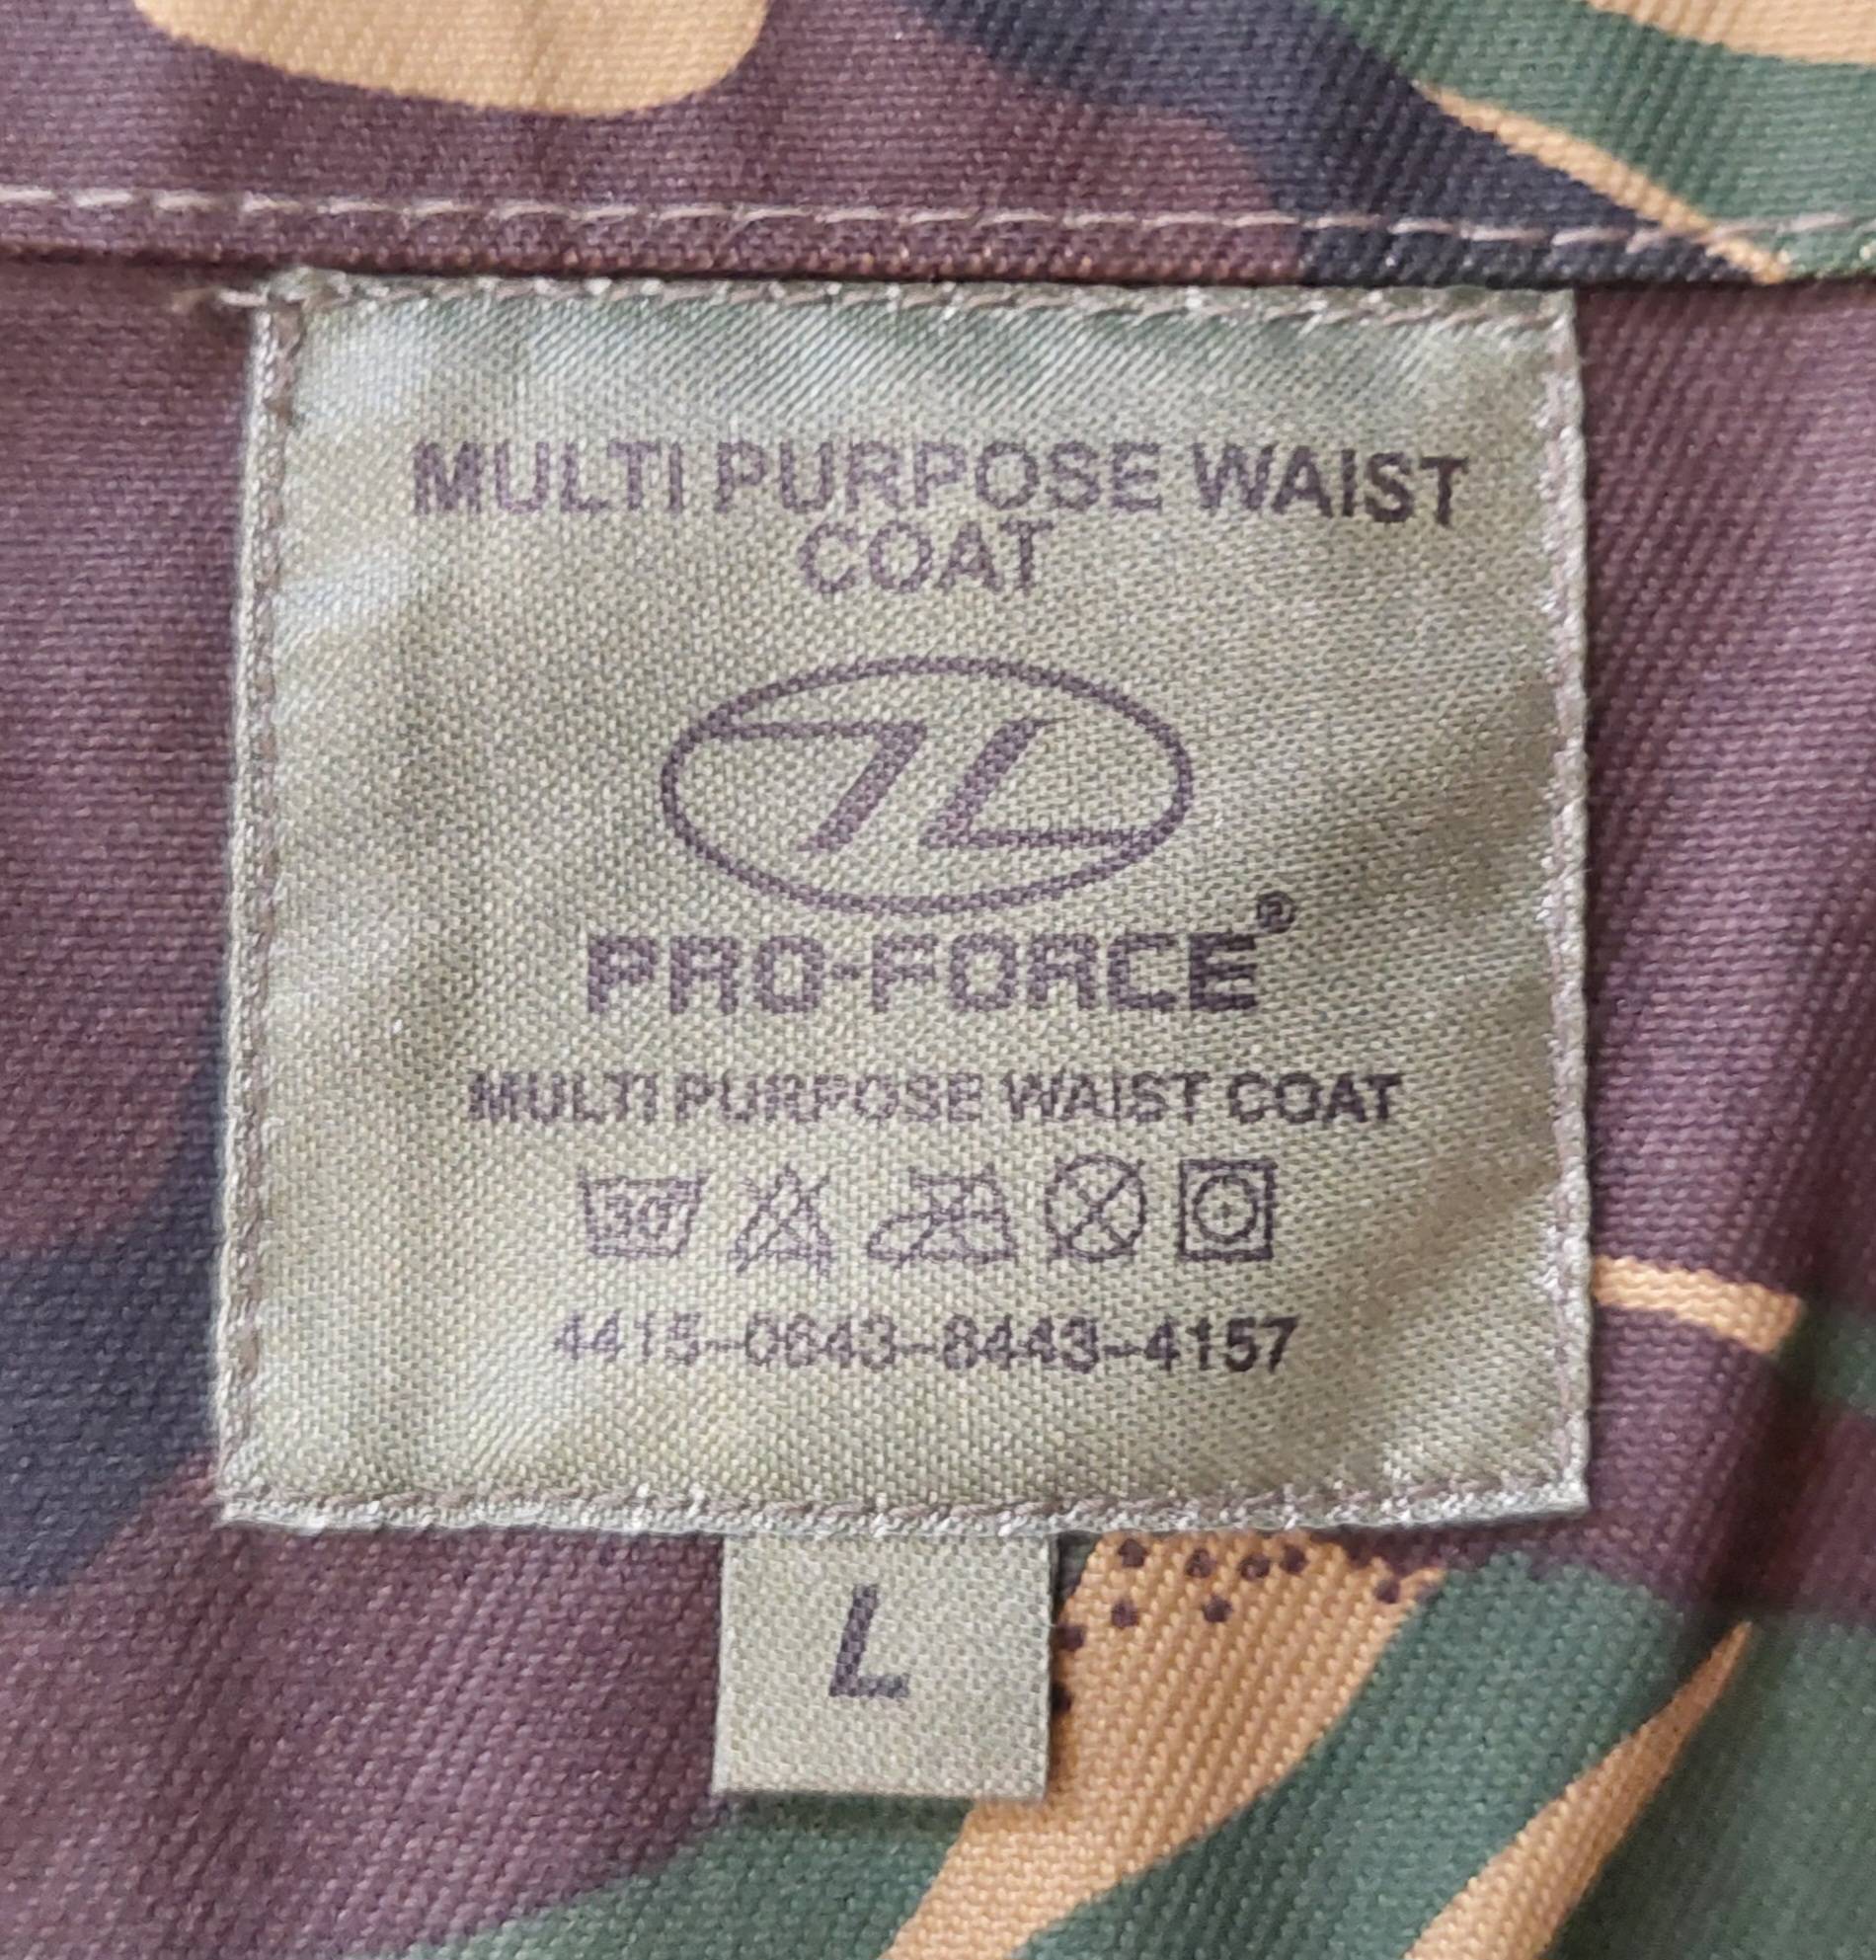 MULTI PURPOSE WAIST
COAT
PRO-FORCE®
MULTI PURPOSE WAIST COAT
30°
4415-0643-8443-4157
L